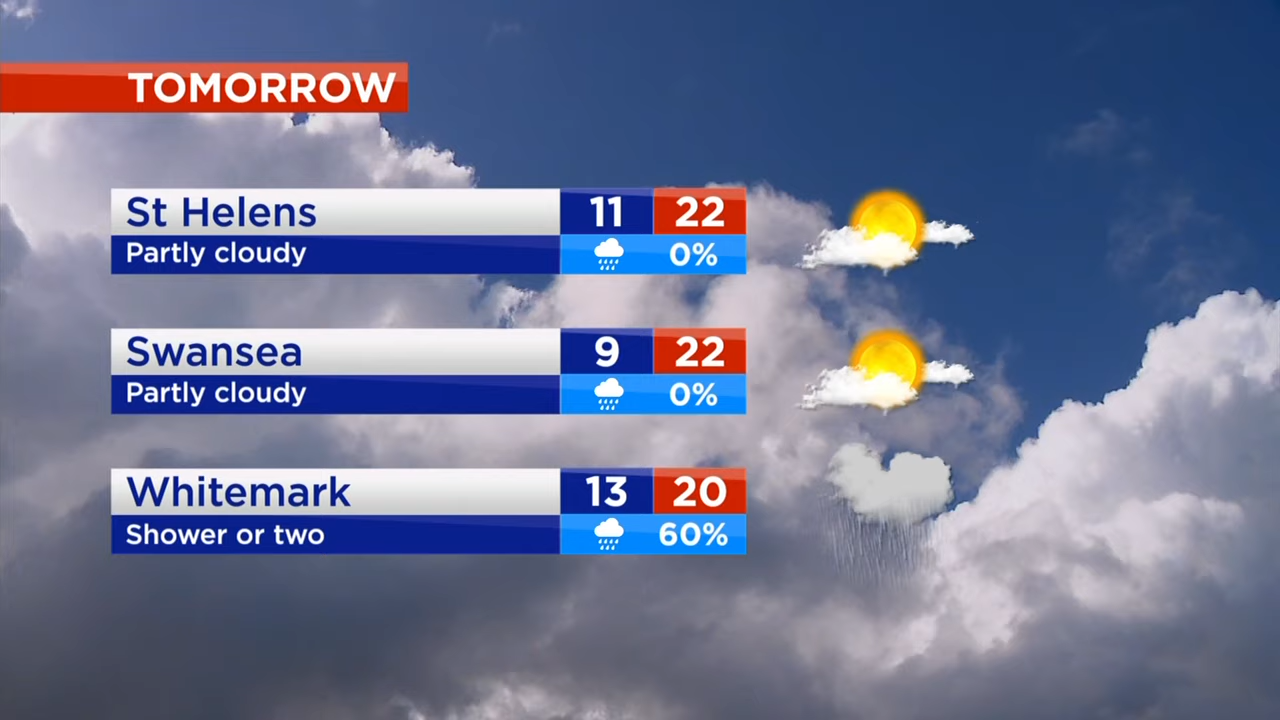 TOMORROW
St Helens 11 22
Partly cloudy 0%
Swansea 9 22
Partly cloudy 0%
Whitemark 13 20
Shower or two 60%